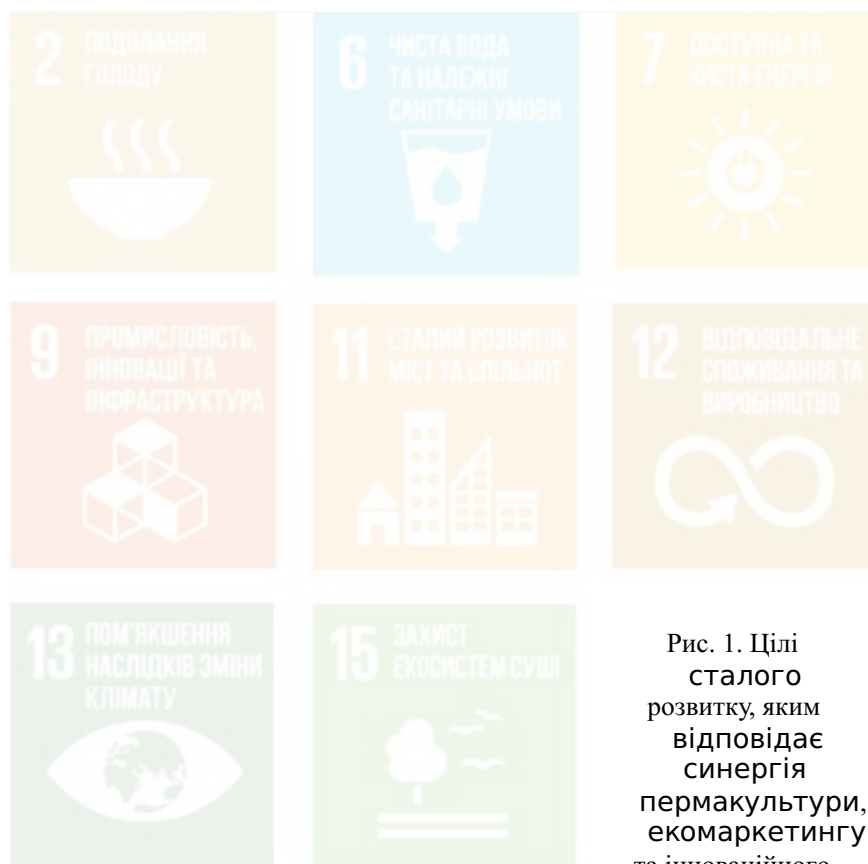 2 ПОДОЛАННЯ
ГОЛОДУ
6 ЧИСТА ВОДА
ТА НАЛЕЖНІ
САНІТАРНІ УМОВИ
7 ДОСТУПНА ТА
ЧИСТА ЕНЕРГІЯ
9 ПРОМИСЛОВІСТЬ,
ІННОВАЦІЇ ТА
ІНФРАСТРУКТУРА
11 СТАЛИЙ РОЗВИТОК
МІСТ ТА СПІЛЬНОТ
12 ВІДПОВІДАЛЬНЕ
СПОЖИВАННЯ ТА
ВИРОБНИЦТВО
13 ПОМ'ЯКШЕННЯ
НАСЛІДКІВ ЗМІНИ
КЛІМАТУ
15 ЗАХИСТ
ЕКОСИСТЕМ СУШІ
Рис. 1. Цілі
сталого
розвитку, яким
відповідає
синергія
пермакультури,
екомаркетингу
та інноваційного